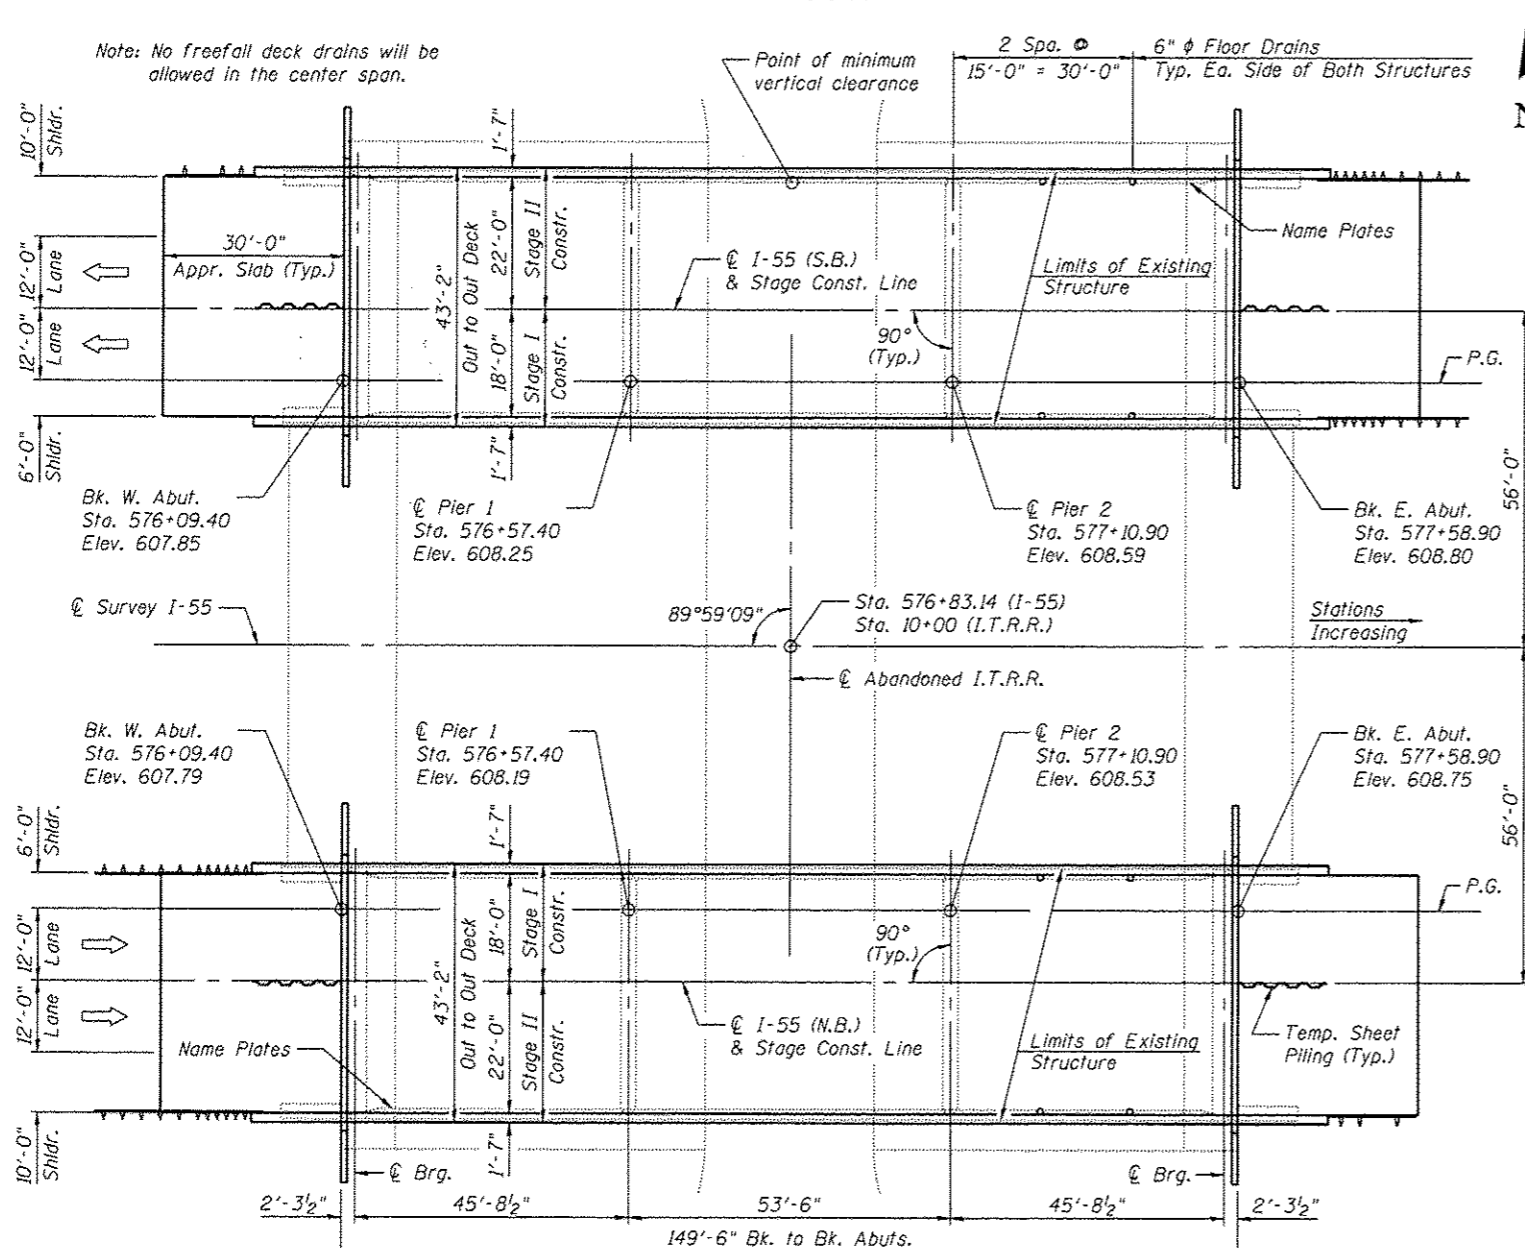 Note: No freefall deck drains will be
allowed in the center span.
Point of minimum
vertical clearance
2 Spa. @
15'-0" = 30'-0"
6" ϕ Floor Drains
Typ. Ea. Side of Both Structures
N
10'-0"
Shldr.
1'-7"
12'-0"
Lane
30'-0"
Appr. Slab (Typ.)
43'-2"
Out to Out Deck
22'-0"
Stage II
Constr.
℄ I-55 (S.B.)
& Stage Const. Line
Limits of Existing
Structure
Name Plates
12'-0"
Lane
18'-0"
Stage I
Constr.
90°
(Typ.)
P.G.
6'-0"
Shldr.
1'-7"
56'-0"
Bk. W. Abut.
Sta. 576+09.40
Elev. 607.85
℄ Pier 1
Sta. 576+57.40
Elev. 608.25
℄ Pier 2
Sta. 577+10.90
Elev. 608.59
Bk. E. Abut.
Sta. 577+58.90
Elev. 608.80
℄ Survey I-55
89°59'09"
Sta. 576+83.14 (I-55)
Sta. 10+00 (I.T.R.R.)
Stations
Increasing
℄ Abandoned I.T.R.R.
Bk. W. Abut.
Sta. 576+09.40
Elev. 607.79
℄ Pier 1
Sta. 576+57.40
Elev. 608.19
℄ Pier 2
Sta. 577+10.90
Elev. 608.53
Bk. E. Abut.
Sta. 577+58.90
Elev. 608.75
56'-0"
6'-0"
Shldr.
1'-7"
12'-0"
Lane
43'-2"
Out to Out Deck
18'-0"
Stage I
Constr.
90°
(Typ.)
P.G.
12'-0"
Lane
22'-0"
Stage II
Constr.
℄ I-55 (N.B.)
& Stage Const. Line
Limits of Existing
Structure
Temp. Sheet
Piling (Typ.)
Name Plates
10'-0"
Shldr.
1'-7"
℄ Brg.
℄ Brg.
2'-3½"
45'-8½"
53'-6"
45'-8½"
2'-3½"
149'-6" Bk. to Bk. Abuts.